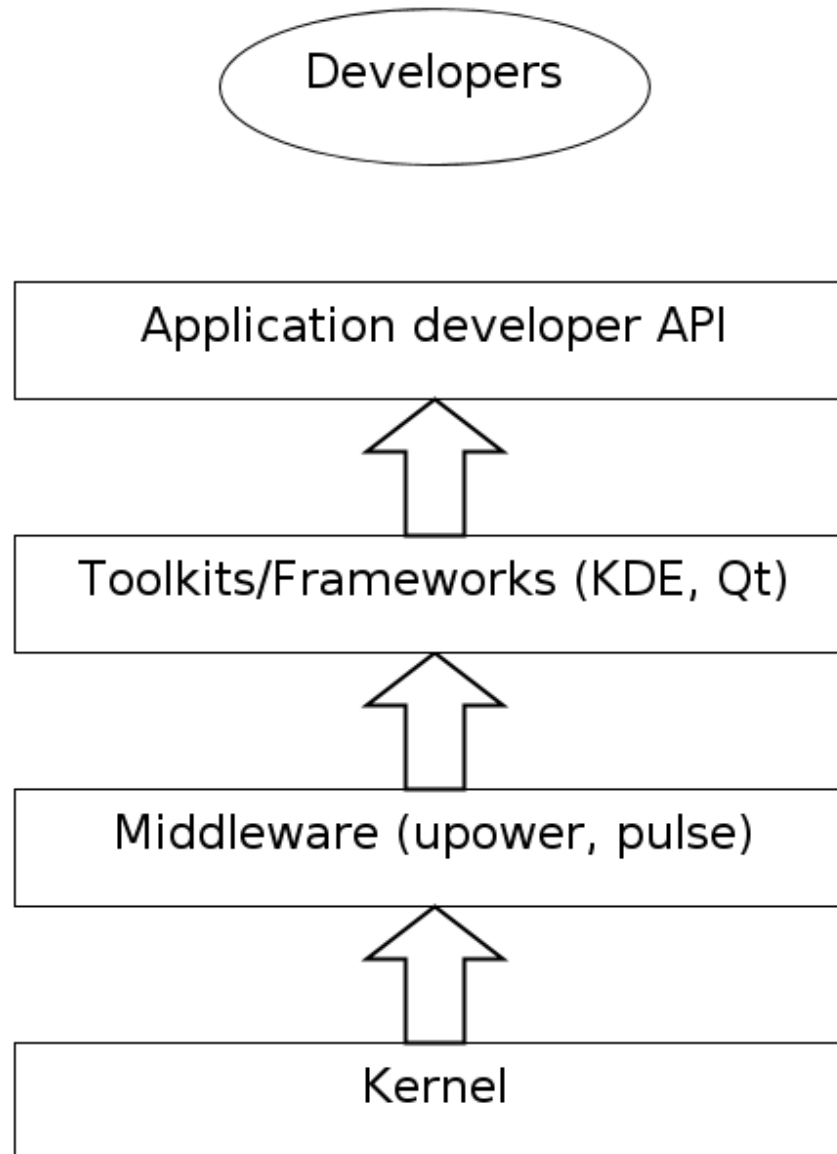 Developers
Application developer API
Toolkits/Frameworks (KDE, Qt)
Middleware (upower, pulse)
Kernel